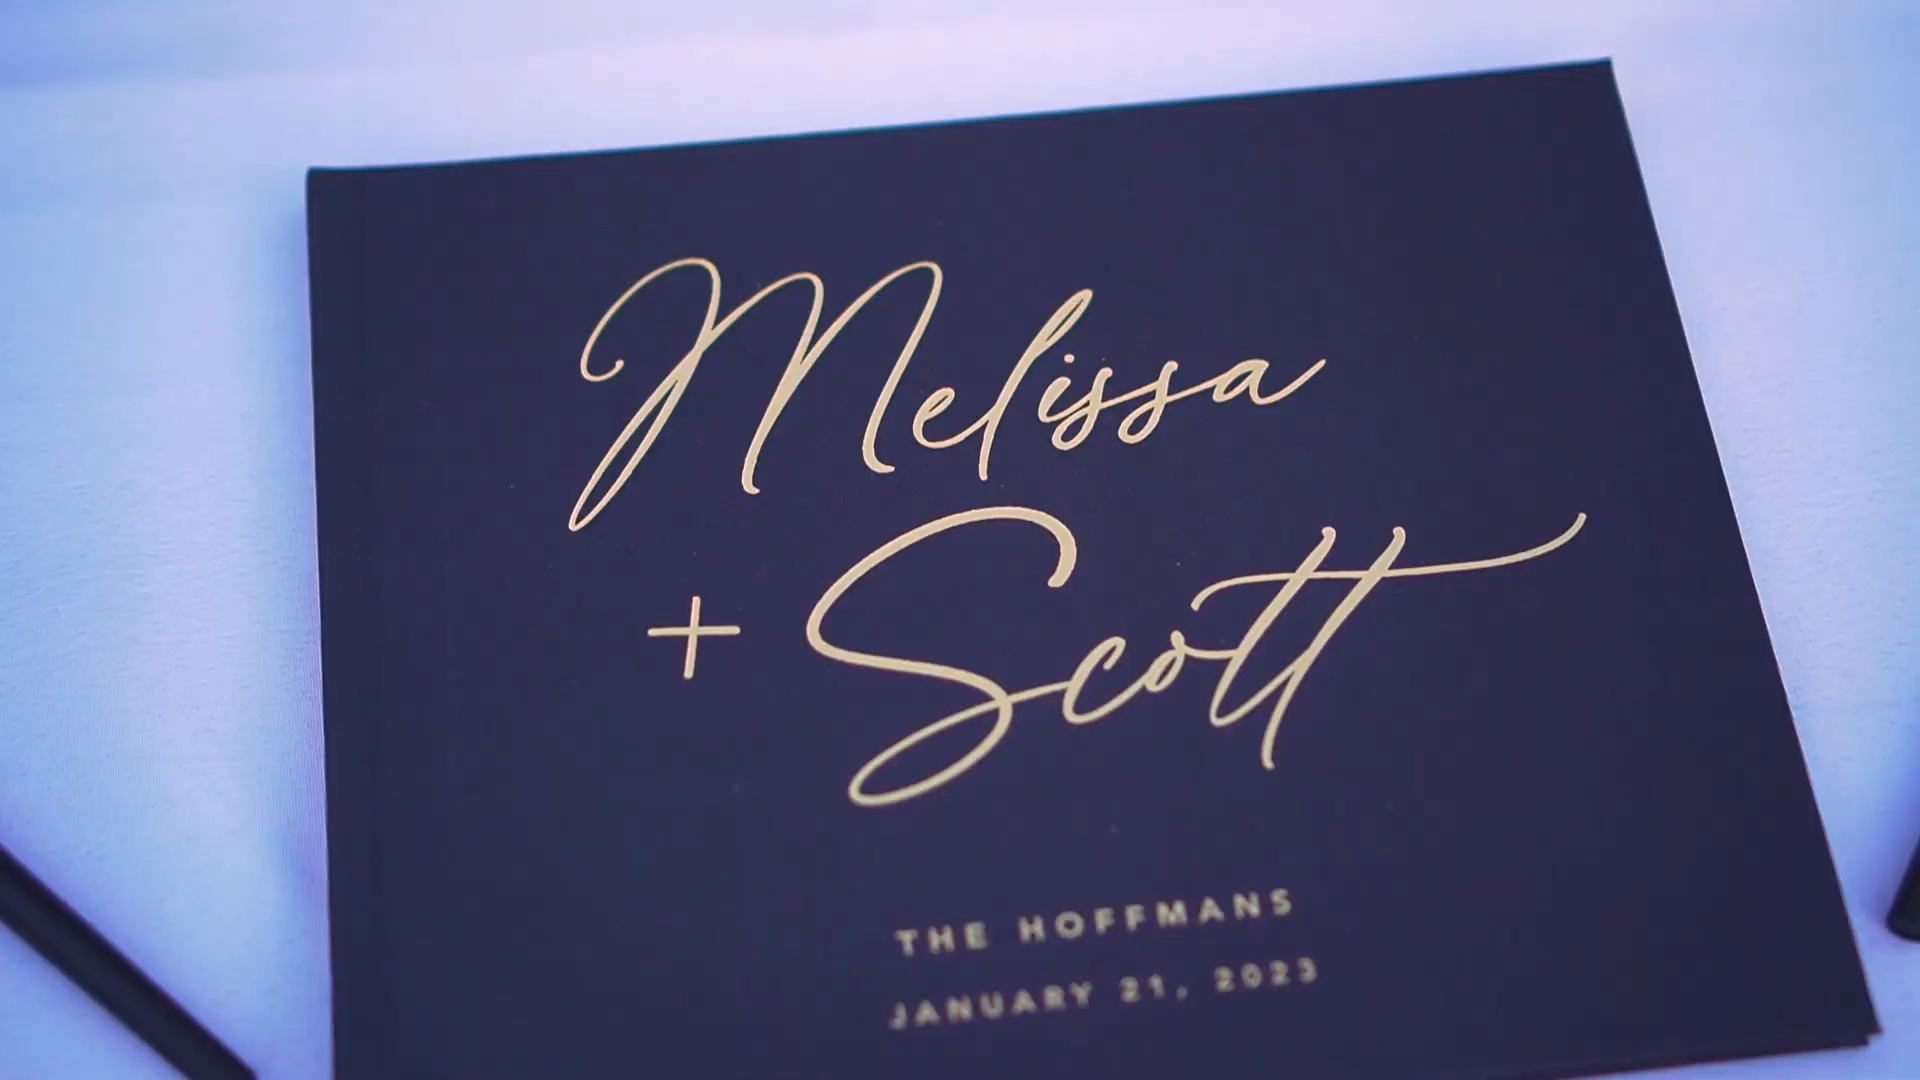 Melissa
+ Scott
THE HOFFMANS
JANUARY 21, 2023